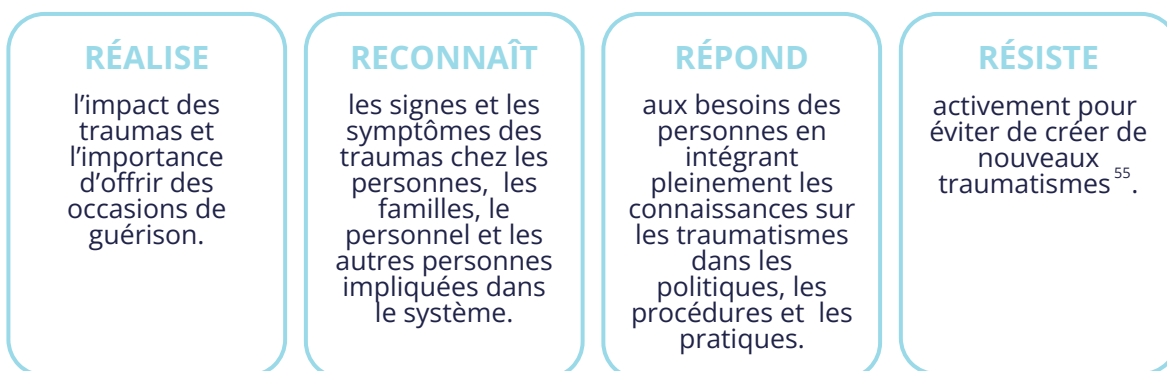 RÉALISE
l'impact des
traumas et
l'importance
d'offrir des
occasions de
guérison.
RECONNAÎT
les signes et les
symptômes des
traumas chez les
personnes, les
familles, le
personnel et les
autres personnes
impliquées dans
le système.
RÉPOND
aux besoins des
personnes en
intégrant
pleinement les
connaissances sur
les traumatismes
dans les
politiques, les
procédures et les
pratiques.
RÉSISTE
activement pour
éviter de créer de
nouveaux
traumatismes 55.